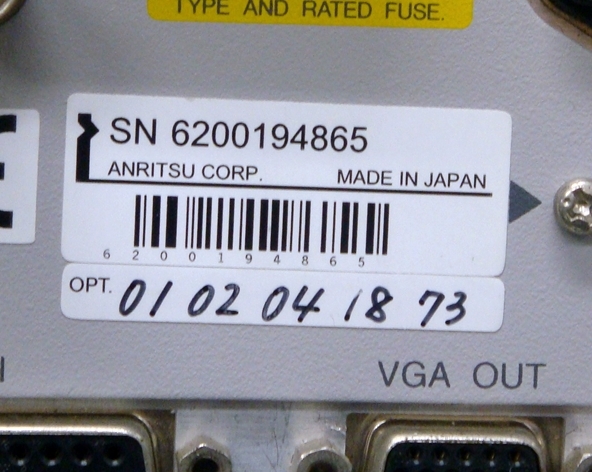 TYPE AND RATED FUSE.
SN 6200194865
ANRITSU CORP. MADE IN JAPAN
6 2 0 0 1 9 4 8 6 5
OPT. 01 02 04 18 73
VGA OUT